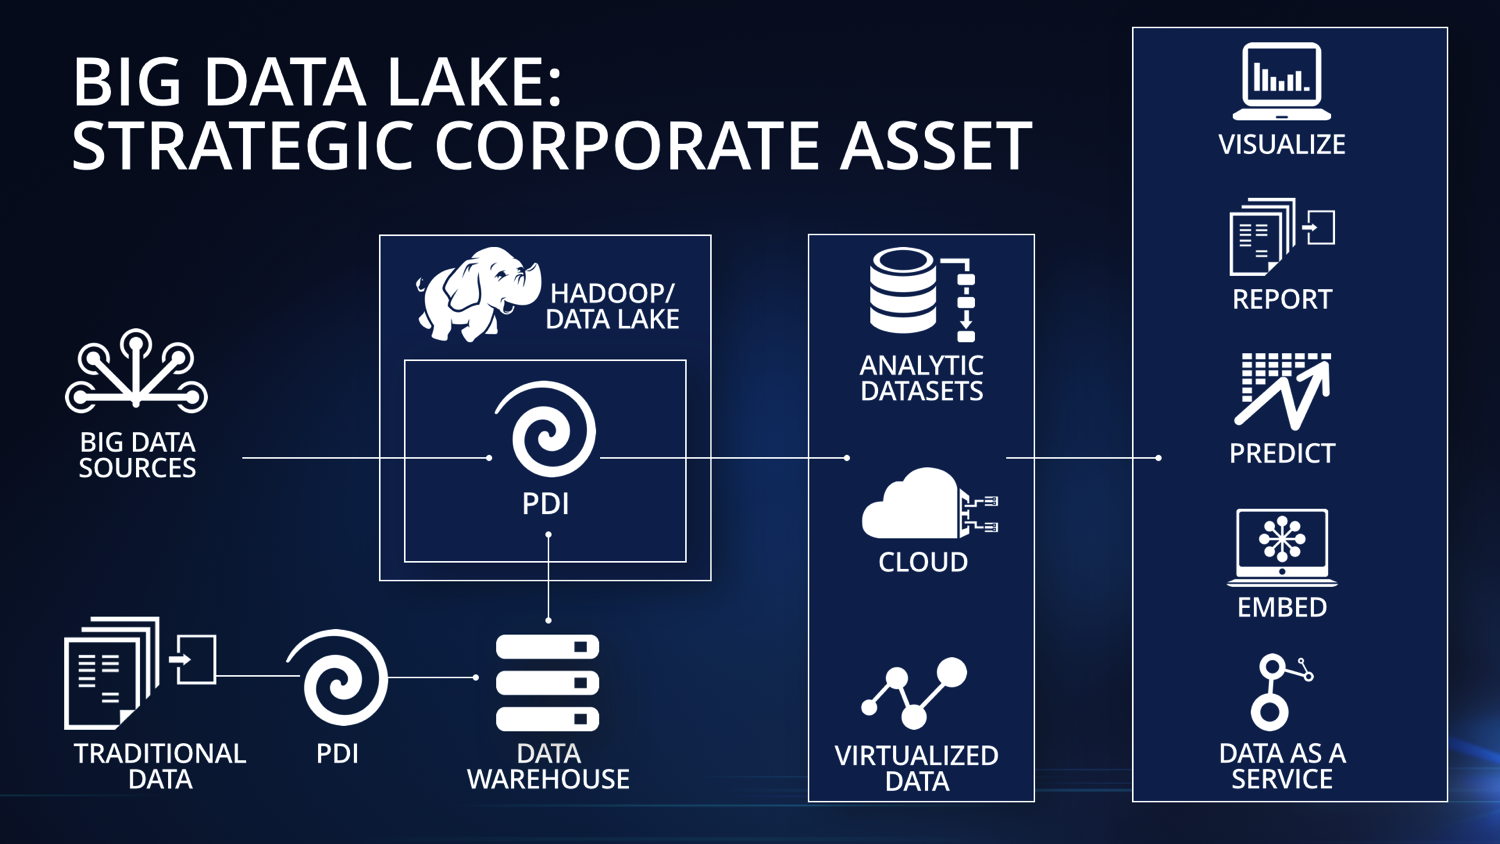 BIG DATA LAKE:
STRATEGIC CORPORATE ASSET
BIG DATA
SOURCES
HADOOP/
DATA LAKE
PDI
TRADITIONAL
DATA
PDI
DATA
WAREHOUSE
ANALYTIC
DATASETS
CLOUD
VIRTUALIZED
DATA
VISUALIZE
REPORT
PREDICT
EMBED
DATA AS A
SERVICE